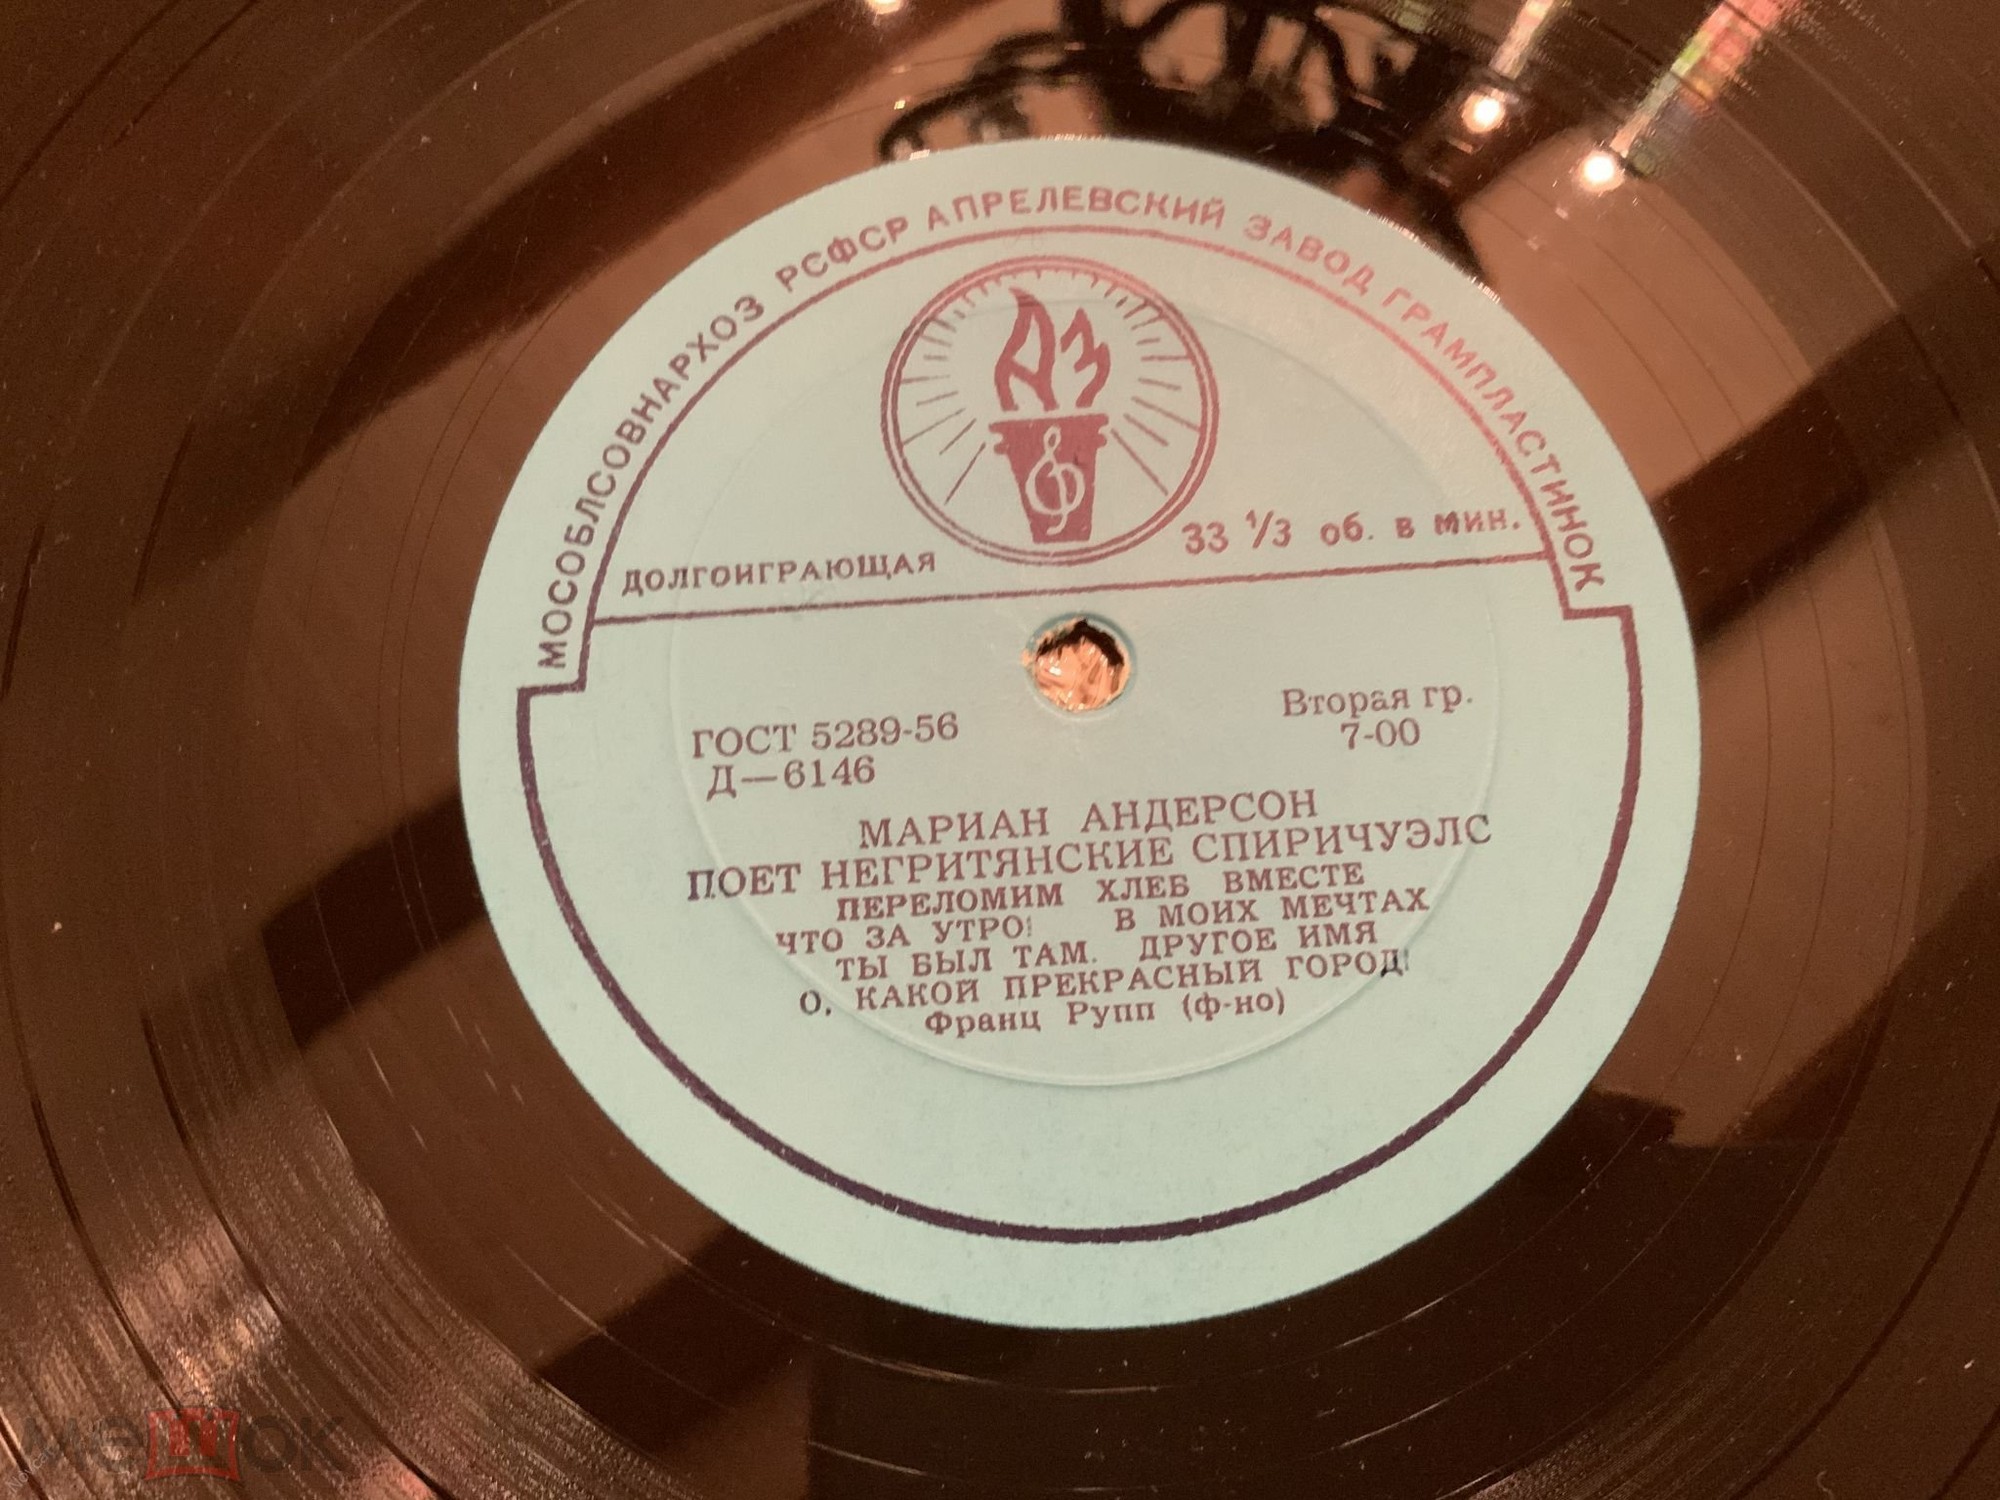 МОСОБЛСОВНАРХОЗ РСФСР АПРЕЛЕВСКИЙ ЗАВОД ГРАМПЛАСТИНОК
АЗ
ДОЛГОИГРАЮЩАЯ
33 1/3 об. в мин.
ГОСТ 5289-56
Д—6146
Вторая гр.
7-00
МАРИАН АНДЕРСОН
ПОЕТ НЕГРИТЯНСКИЕ СПИРИЧУЭЛС
ПЕРЕЛОМИМ ХЛЕБ ВМЕСТЕ
ЧТО ЗА УТРО! В МОИХ МЕЧТАХ
ТЫ БЫЛ ТАМ. ДРУГОЕ ИМЯ
О, КАКОЙ ПРЕКРАСНЫЙ ГОРОД!
Франц Рупп (ф-но)
мешок